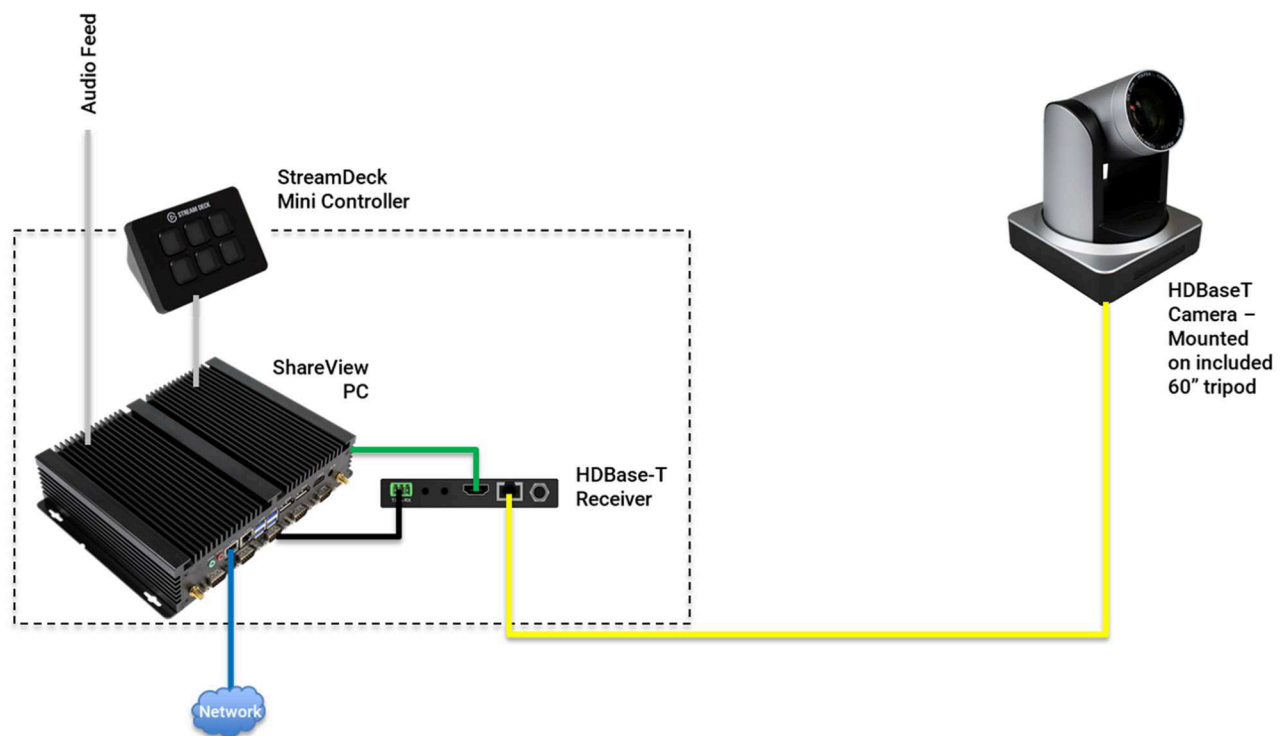 Audio Feed
STREAM DECK
StreamDeck
Mini Controller
ShareView
PC
HDBase-T
Receiver
HDBaseT
Camera –
Mounted
on included
60” tripod
Network